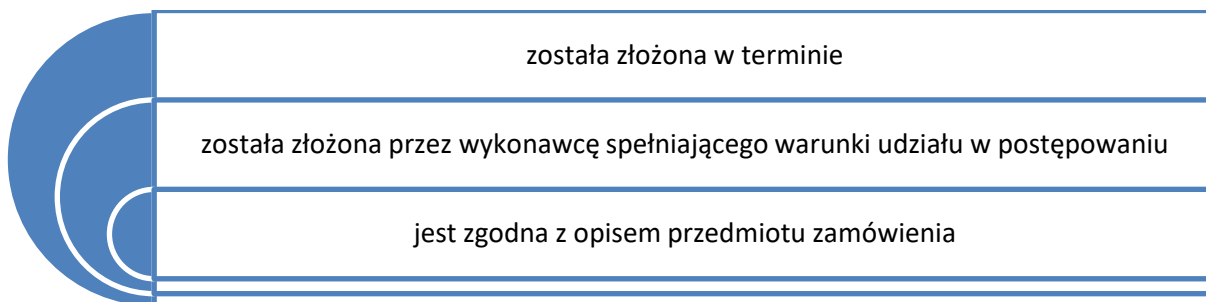 została złożona w terminie
została złożona przez wykonawcę spełniającego warunki udziału w postępowaniu
jest zgodna z opisem przedmiotu zamówienia